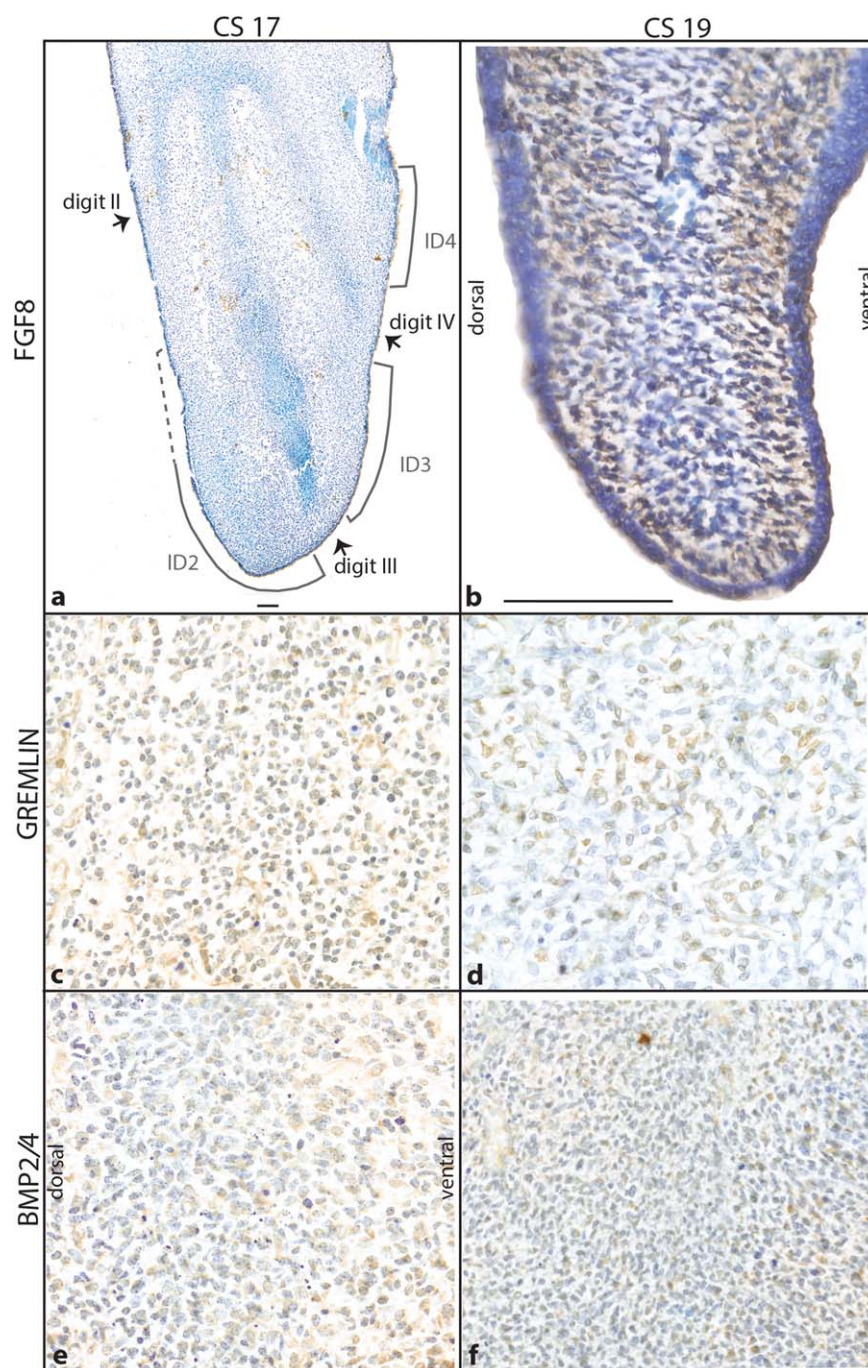 CS 17
CS 19
FGF8
digit II
ID4
digit IV
ID3
ID2
digit III
a
dorsal
ventral
b
GREMLIN
c
d
BMP2/4
dorsal
ventral
e
f